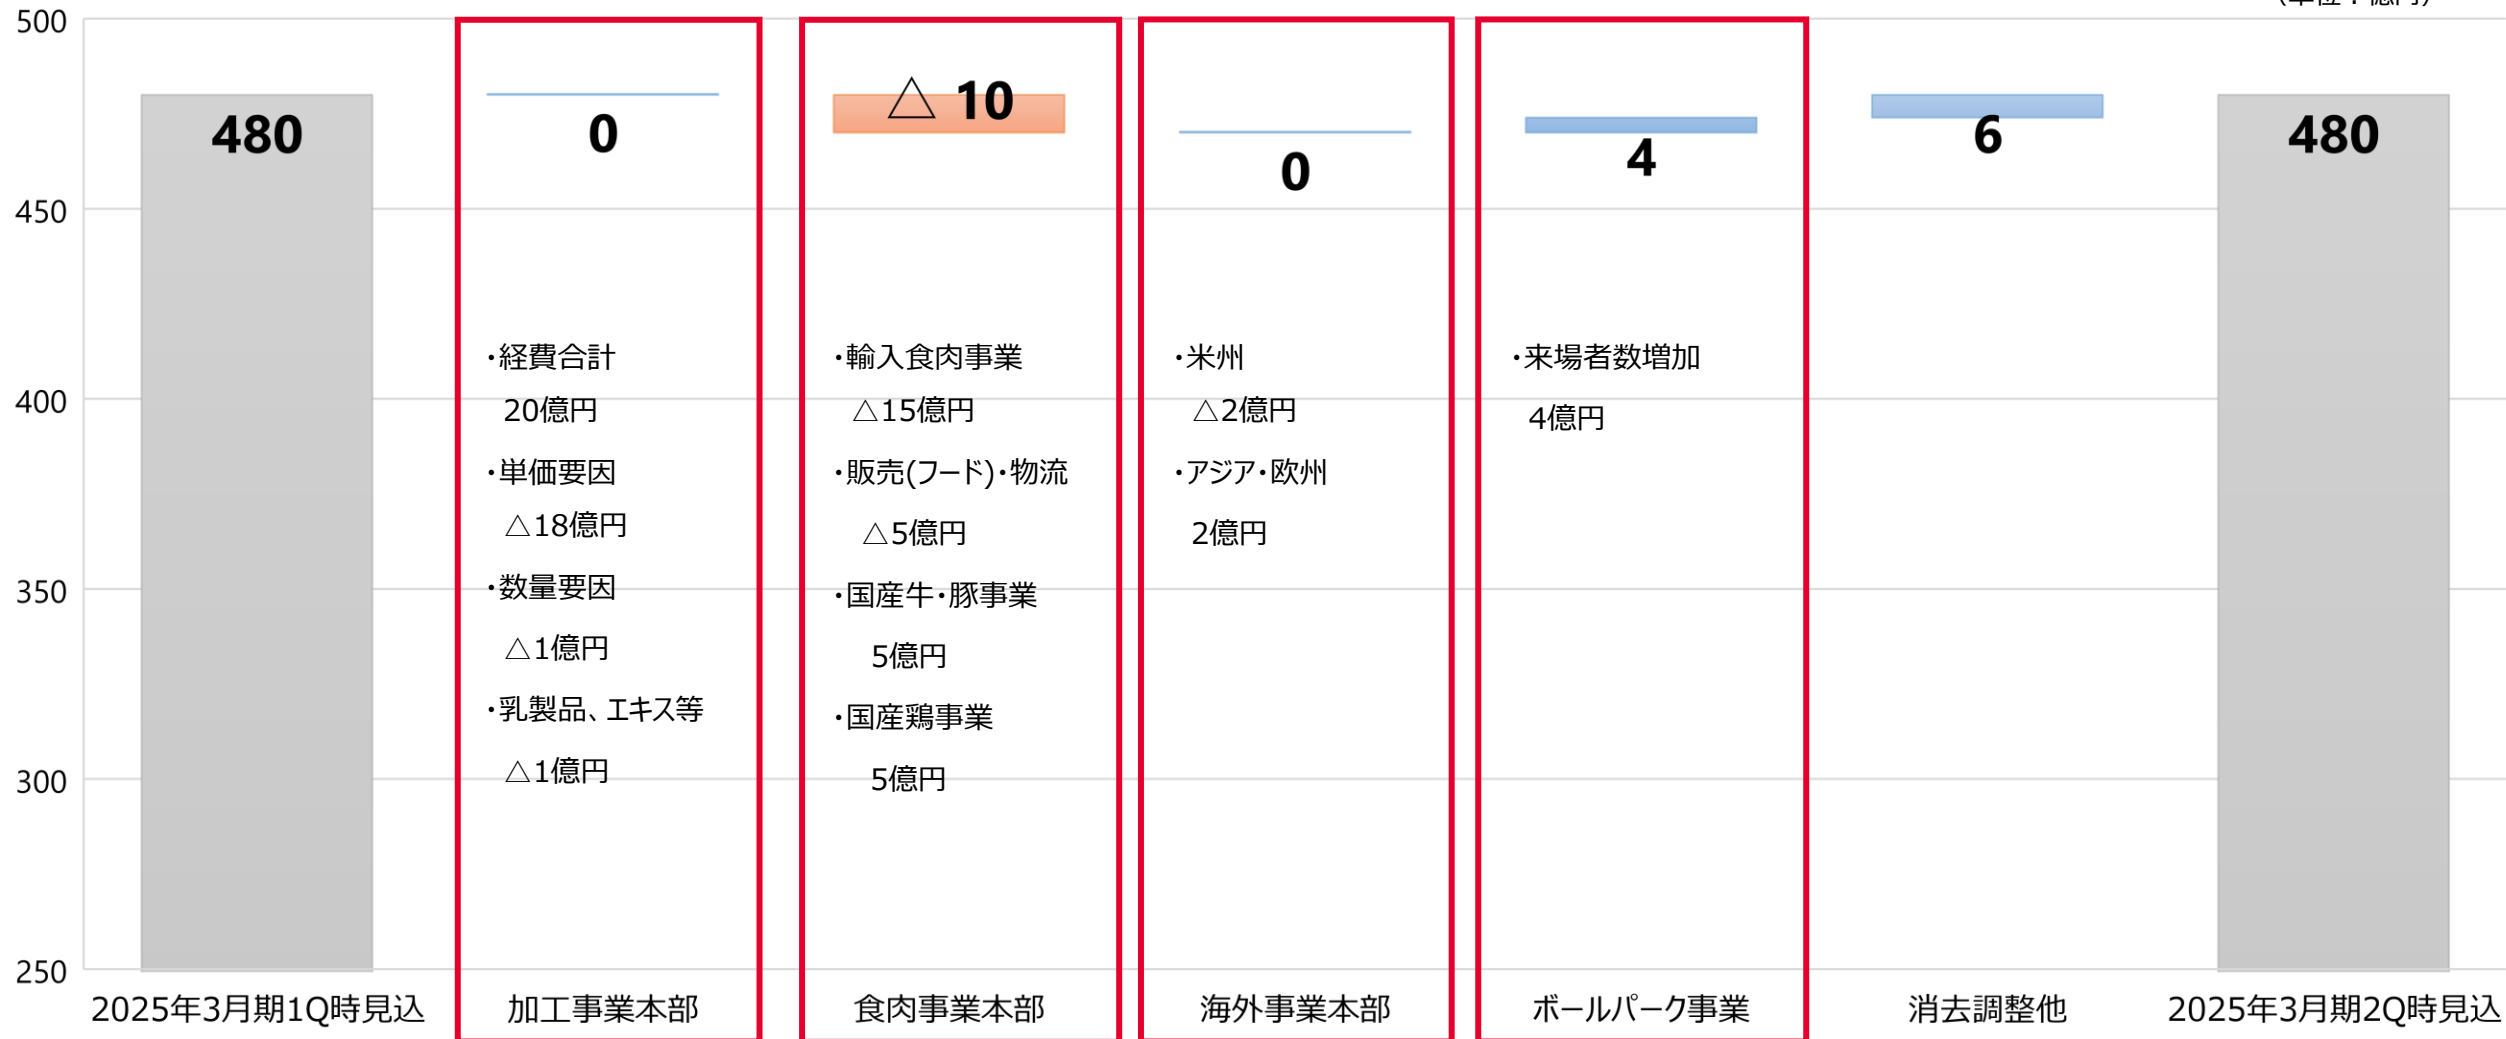 (単位:億円)
500
450
400
350
300
250
480
0
△ 10
0
4
6
480
・経費合計
20億円
・単価要因
△18億円
・数量要因
△1億円
・乳製品、エキス等
△1億円
・輸入食肉事業
△15億円
・販売(フード)・物流
△5億円
・国産牛・豚事業
5億円
・国産鶏事業
5億円
・米州
△2億円
・アジア・欧州
2億円
・来場者数増加
4億円
2025年3月期1Q時見込
加工事業本部
食肉事業本部
海外事業本部
ボールパーク事業
消去調整他
2025年3月期2Q時見込